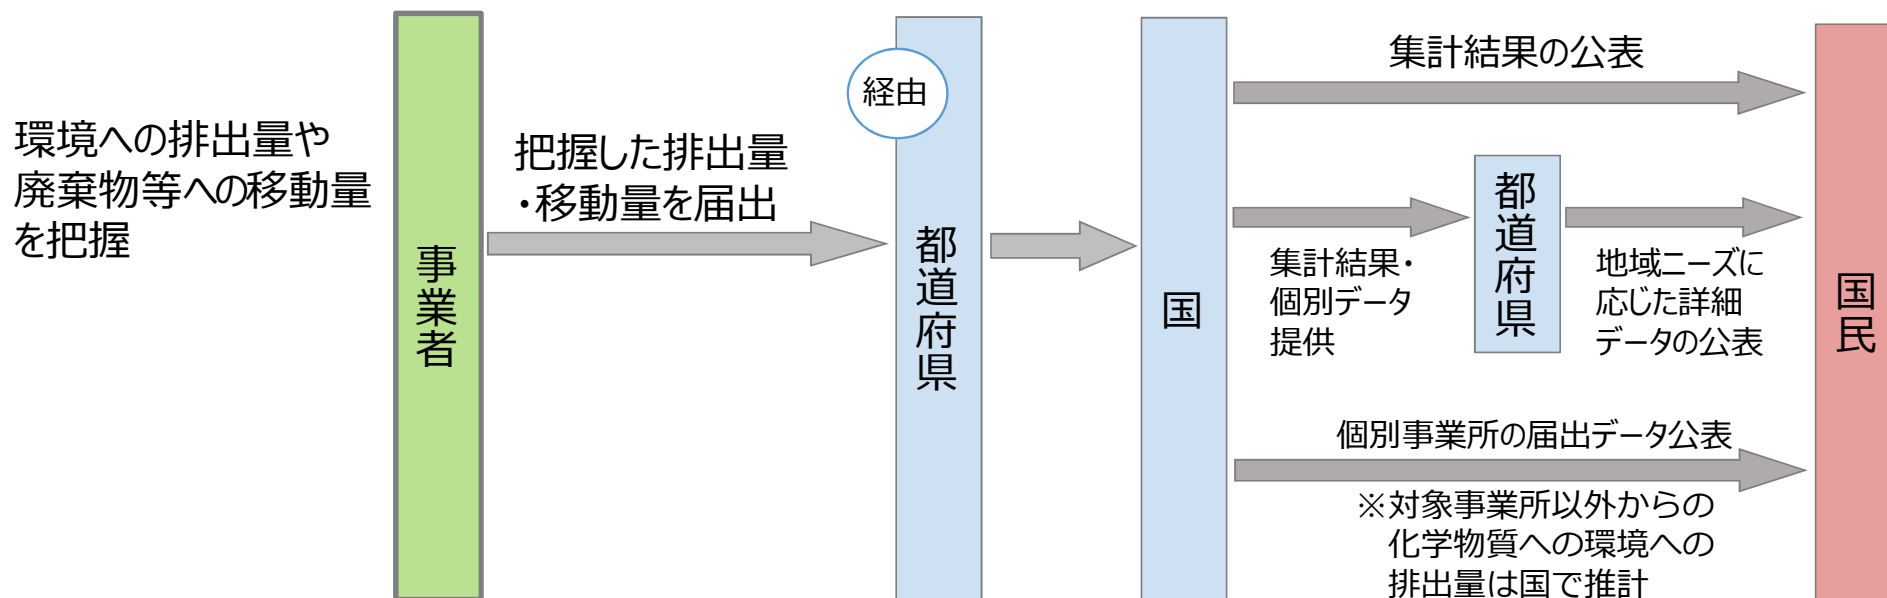 環境への排出量や
廃棄物等への移動量
を把握
事業者
把握した排出量
・移動量を届出
経由
都道府県
国
集計結果の公表
集計結果・
個別データ
提供
都道府県
地域ニーズに
応じた詳細
データの公表
個別事業所の届出データ公表
※対象事業所以外からの
化学物質への環境への
排出量は国で推計
国民